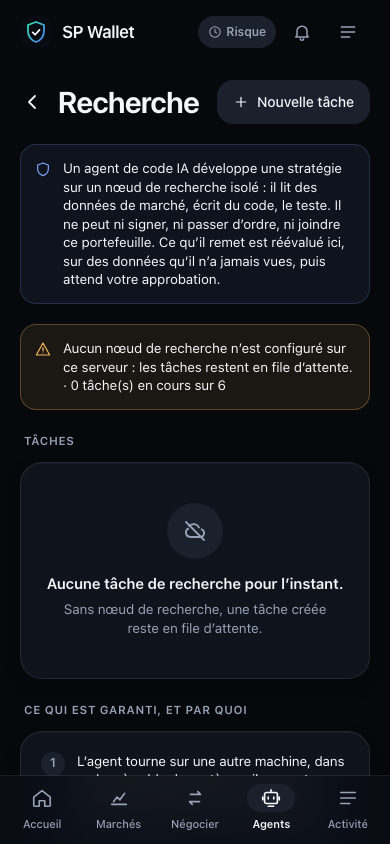 SP Wallet
Risque
Recherche
Nouvelle tâche
Un agent de code IA développe une stratégie
sur un nœud de recherche isolé : il lit des
données de marché, écrit du code, le teste. Il
ne peut ni signer, ni passer d’ordre, ni joindre
ce portefeuille. Ce qu’il remet est réévalué ici,
sur des données qu’il n’a jamais vues, puis
attend votre approbation.
Aucun nœud de recherche n’est configuré sur
ce serveur : les tâches restent en file d’attente.
· 0 tâche(s) en cours sur 6
TÂCHES
Aucune tâche de recherche pour l’instant.
Sans nœud de recherche, une tâche créée
reste en file d’attente.
CE QUI EST GARANTI, ET PAR QUOI
1
L’agent tourne sur une autre machine, dans
Accueil
Marchés
Négocier
Agents
Activité